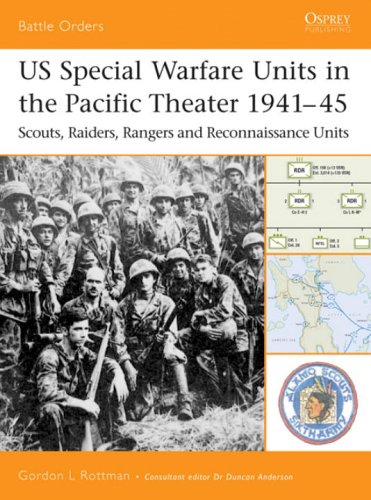 Battle Orders
OSPREY
PUBLISHING
US Special Warfare Units in
the Pacific Theater 1941–45
Scouts, Raiders, Rangers and Reconnaissance Units
RDR
RDR
RDR
ALAMO SCOUTS
SIXTH ARMY
Gordon L Rottman • Consultant editor Dr Duncan Anderson